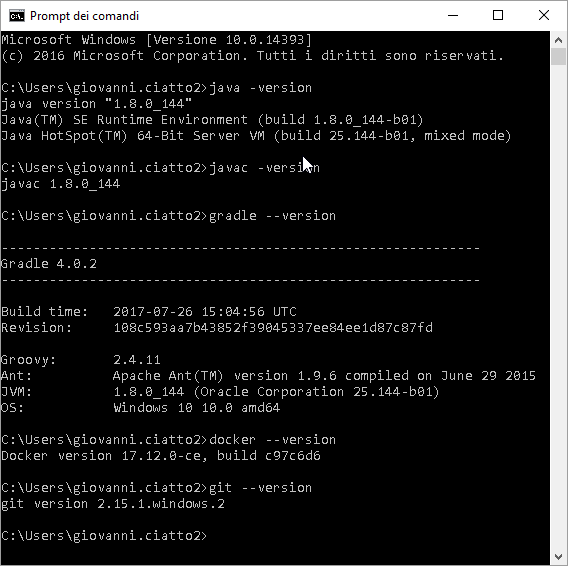 Prompt dei comandi
Microsoft Windows [Versione 10.0.14393]
(c) 2016 Microsoft Corporation. Tutti i diritti sono riservati.
C:\Users\giovanni.ciatto2>java -version
java version "1.8.0_144"
Java(TM) SE Runtime Environment (build 1.8.0_144-b01)
Java HotSpot(TM) 64-Bit Server VM (build 25.144-b01, mixed mode)
C:\Users\giovanni.ciatto2>javac -version
javac 1.8.0_144
C:\Users\giovanni.ciatto2>gradle --version
------------------------------------------------------------
Gradle 4.0.2
------------------------------------------------------------
Build time:   2017-07-26 15:04:56 UTC
Revision:     108c593aa7b43852f39045337ee84ee1d87c87fd
Groovy:       2.4.11
Ant:          Apache Ant(TM) version 1.9.6 compiled on June 29 2015
JVM:          1.8.0_144 (Oracle Corporation 25.144-b01)
OS:           Windows 10 10.0 amd64
C:\Users\giovanni.ciatto2>docker --version
Docker version 17.12.0-ce, build c97c6d6
C:\Users\giovanni.ciatto2>git --version
git version 2.15.1.windows.2
C:\Users\giovanni.ciatto2>